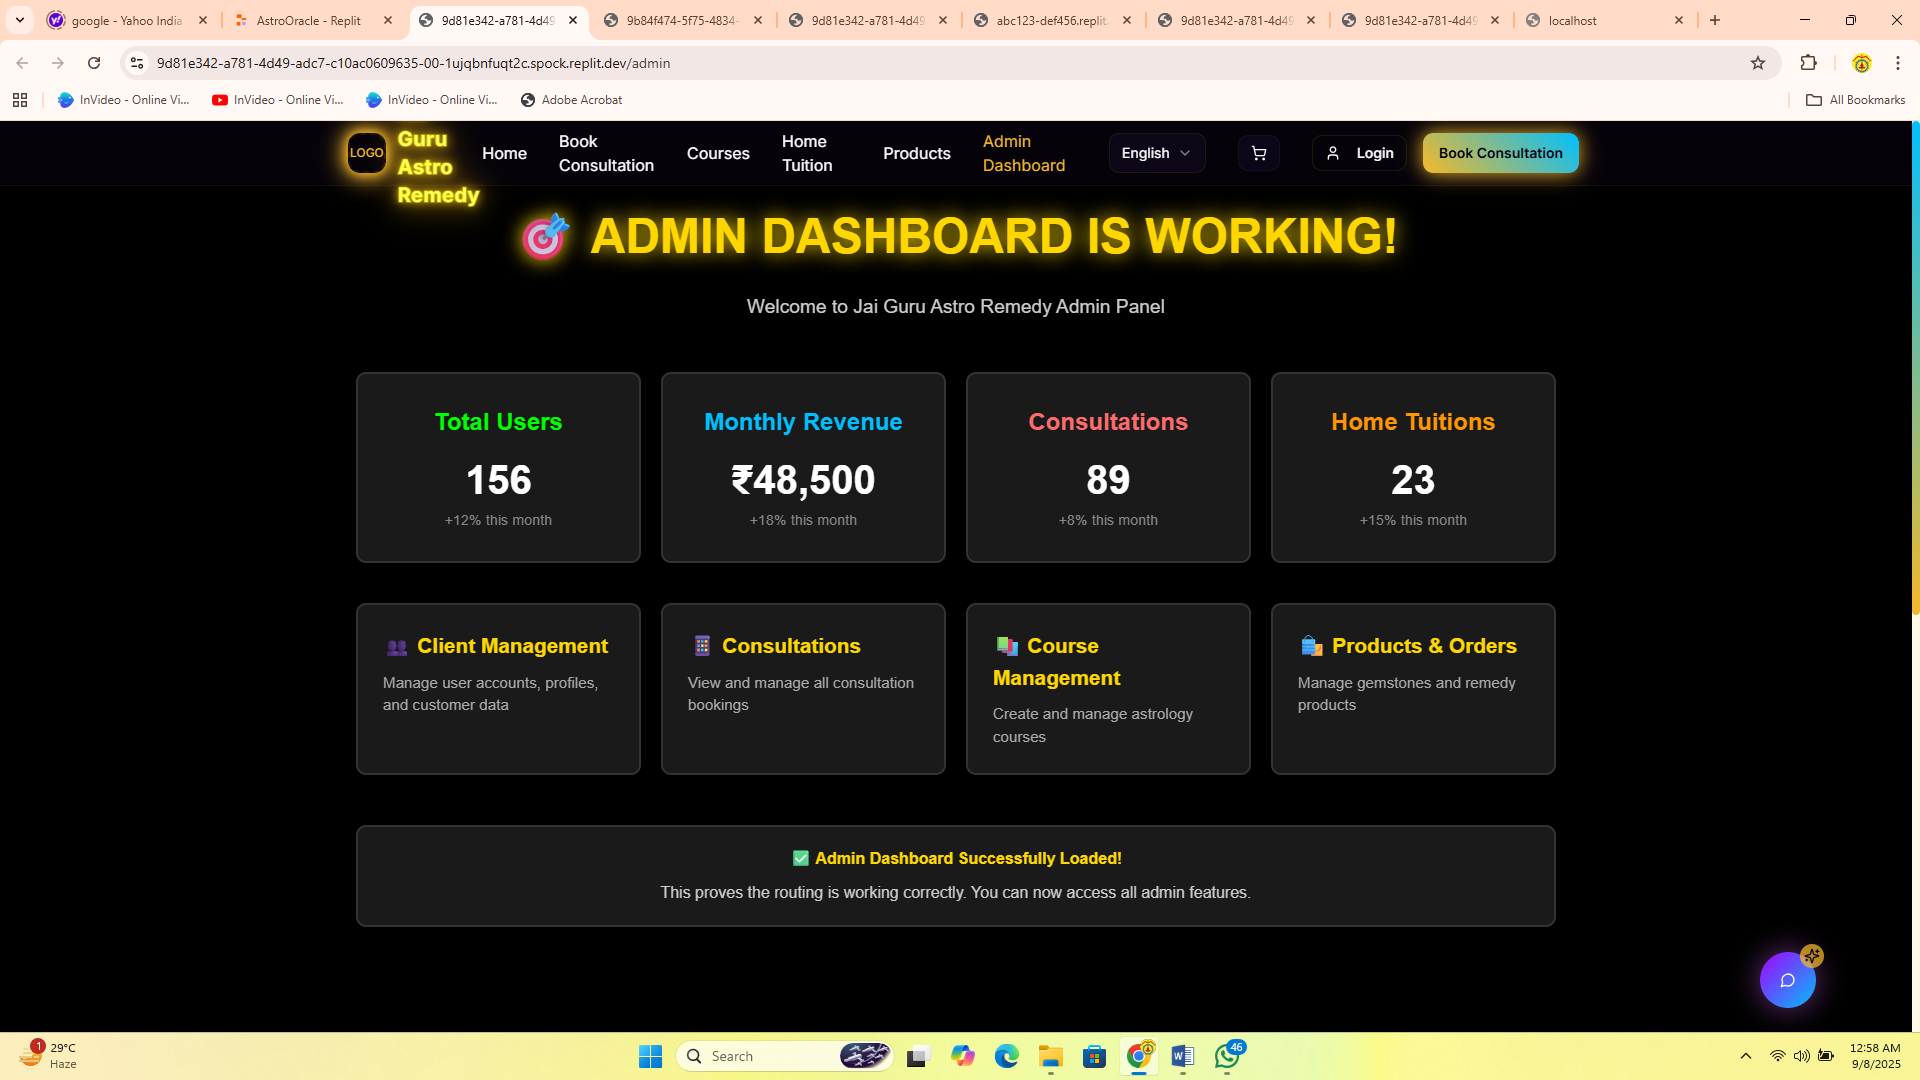 google - Yahoo India
AstroOracle - Replit
9d81e342-a781-4d49
9b84f474-5f75-4834-
9d81e342-a781-4d49
abc123-def456.replit.
9d81e342-a781-4d49
9d81e342-a781-4d49
localhost
9d81e342-a781-4d49-adc7-c10ac0609635-00-1ujqbnfuqt2c.spock.replit.dev/admin
InVideo - Online Vi...
InVideo - Online Vi...
InVideo - Online Vi...
Adobe Acrobat
All Bookmarks
LOGO
Guru
Astro
Remedy
Home
Book
Consultation
Courses
Home
Tuition
Products
Admin
Dashboard
English
Login
Book Consultation
ADMIN DASHBOARD IS WORKING!
Welcome to Jai Guru Astro Remedy Admin Panel
Total Users
156
+12% this month
Monthly Revenue
₹48,500
+18% this month
Consultations
89
+8% this month
Home Tuitions
23
+15% this month
Client Management
Manage user accounts, profiles,
and customer data
Consultations
View and manage all consultation
bookings
Course
Management
Create and manage astrology
courses
Products & Orders
Manage gemstones and remedy
products
Admin Dashboard Successfully Loaded!
This proves the routing is working correctly. You can now access all admin features.
1
29°C
Haze
Search
46
12:58 AM
9/8/2025